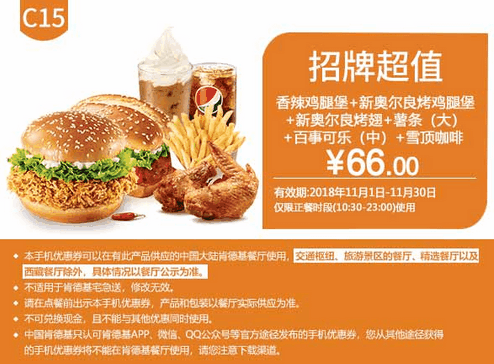 C15
招牌超值
香辣鸡腿堡+新奥尔良烤鸡腿堡
+新奥尔良烤翅+薯条（大）
+百事可乐（中）+雪顶咖啡
¥66.00
有效期:2018年11月1日-11月30日
仅限正餐时段(10:30-23:00)使用
本手机优惠券可以在有此产品供应的中国大陆肯德基餐厅使用，交通枢纽、旅游景区的餐厅、精选餐厅以及
西藏餐厅除外，具体情况以餐厅公示为准。
不适用于肯德基宅急送，修改无效。
请在点餐前出示本手机优惠券，产品和包装以餐厅实际供应为准。
不可兑换现金，且不能与其他优惠同时使用。
中国肯德基只认可肯德基APP、微信、QQ公众号等官方途径发布的手机优惠券，您从其他途径获得
的手机优惠券将不能在肯德基餐厅使用，请您注意下载渠道。